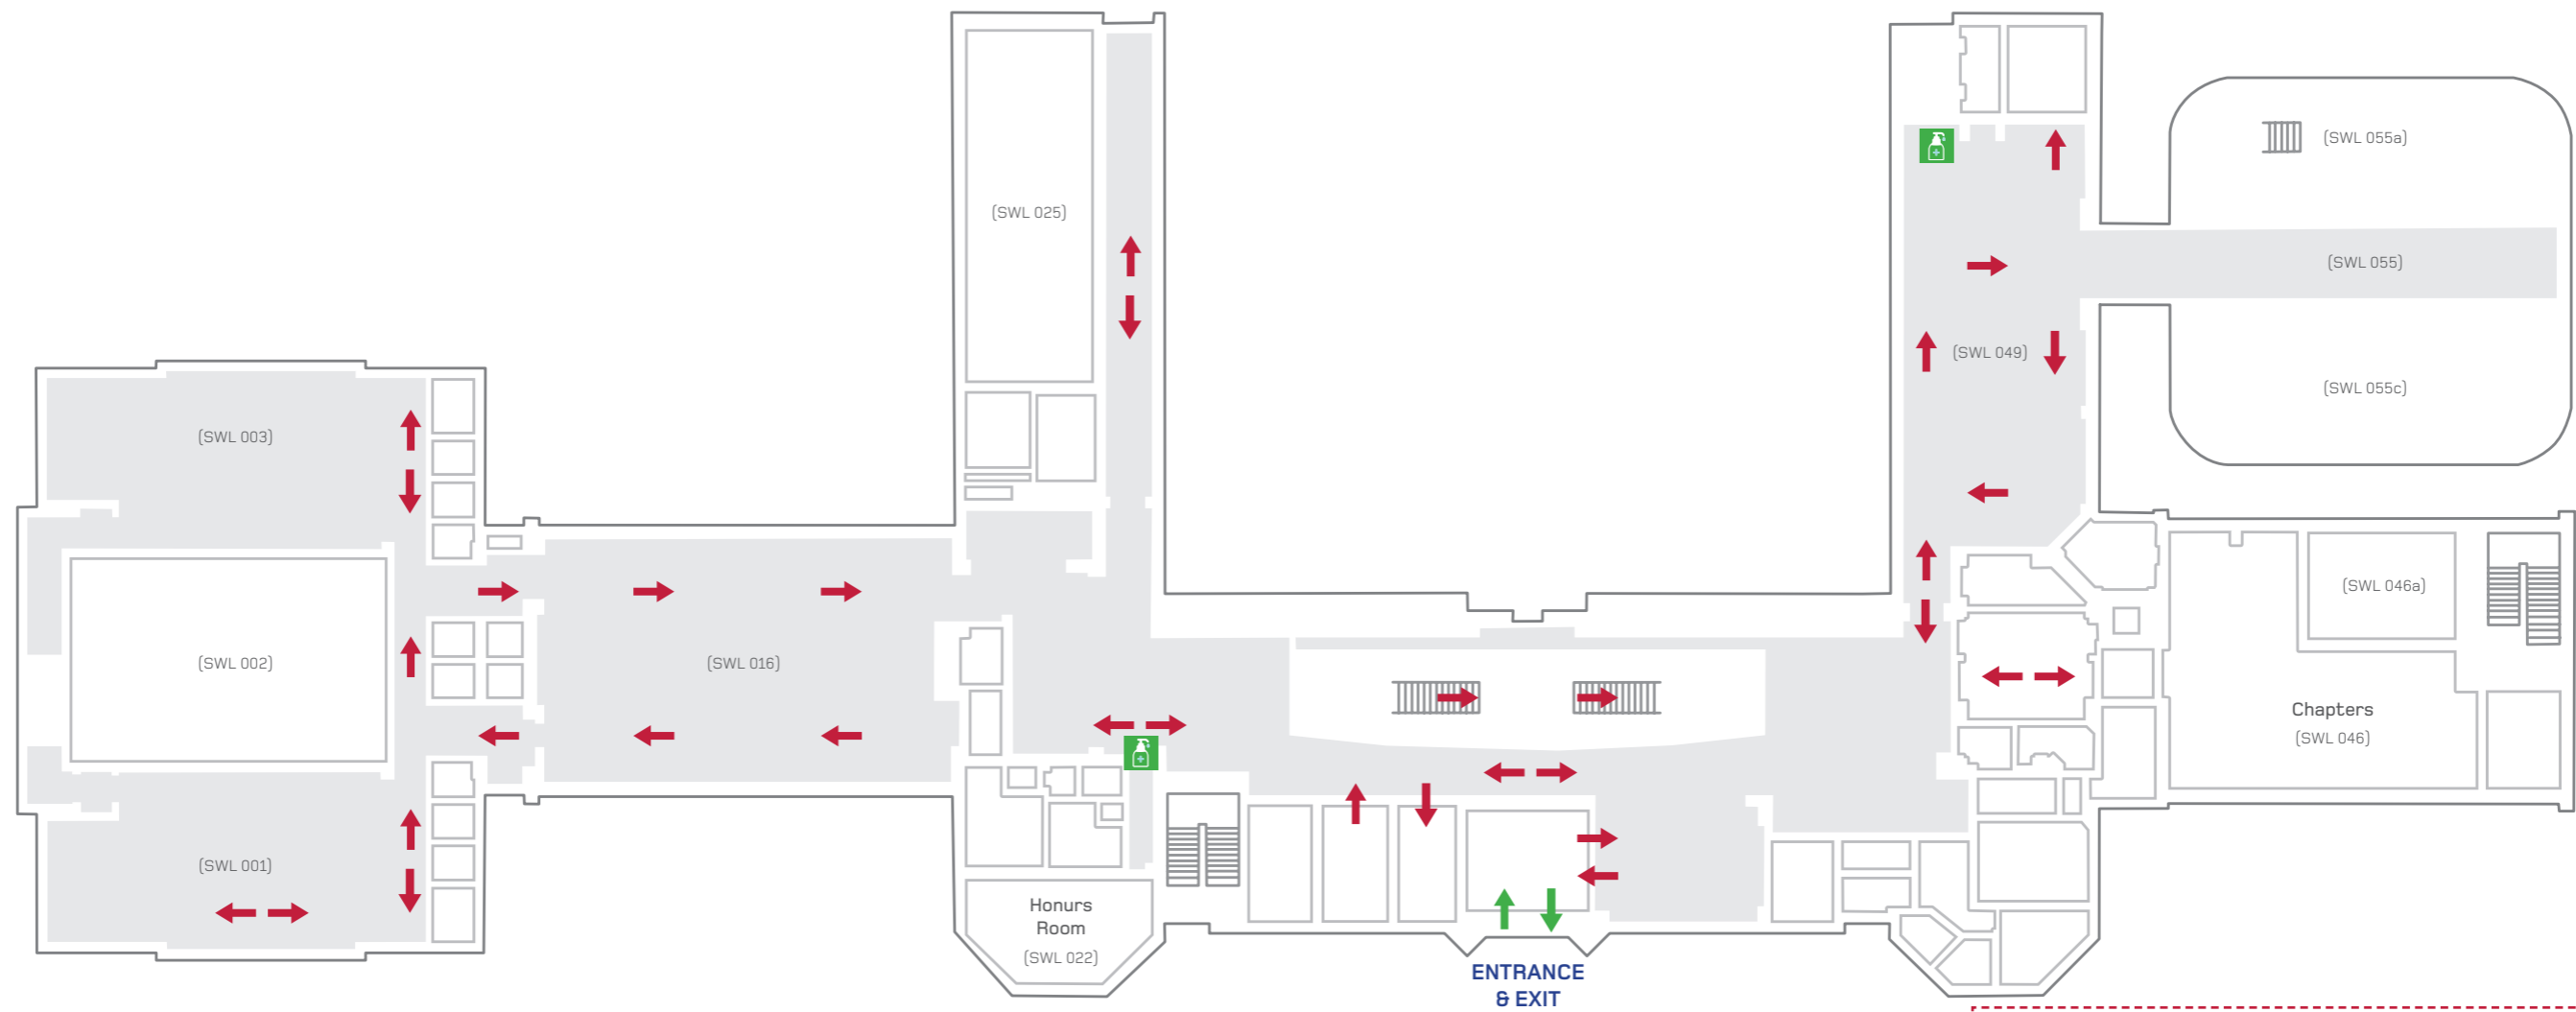 (SWL 055a)
(SWL 025)
(SWL 055)
(SWL 049)
(SWL 055c)
(SWL 003)
(SWL 046a)
(SWL 002)
(SWL 016)
Chapters
(SWL 046)
(SWL 001)
Honurs
Room
(SWL 022)
ENTRANCE
& EXIT